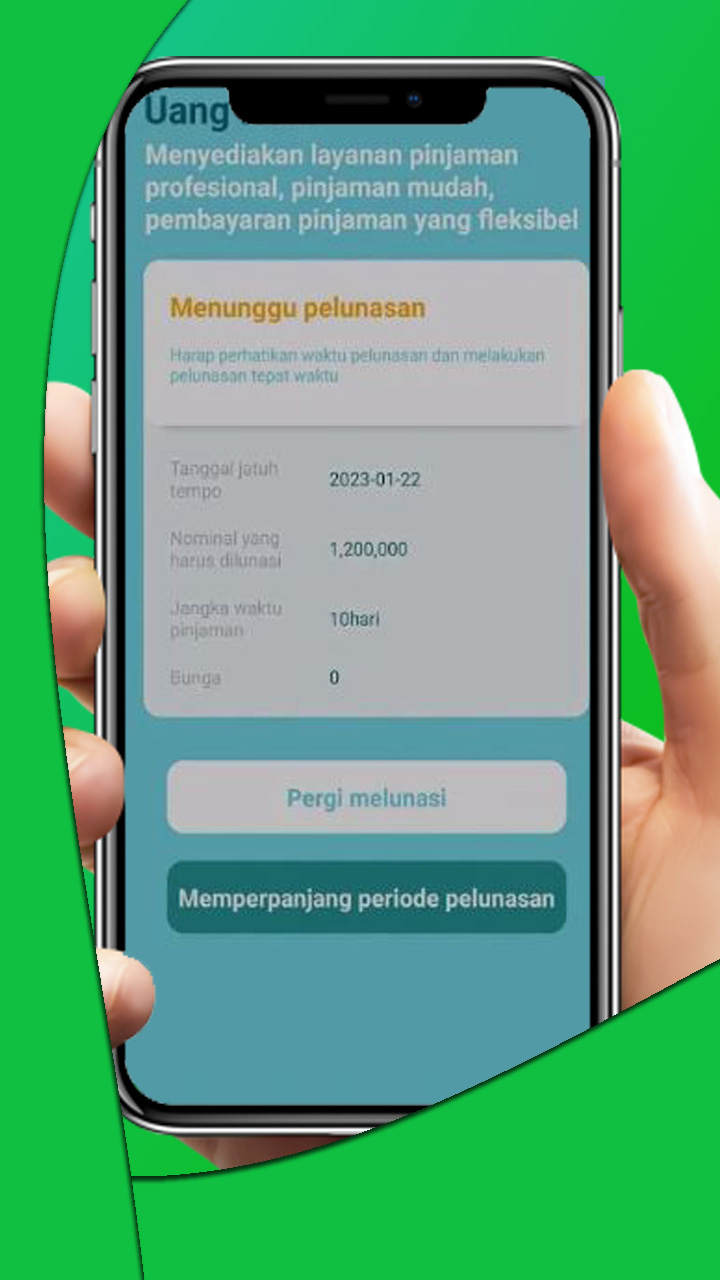 Uang
Menyediakan layanan pinjaman
profesional, pinjaman mudah,
pembayaran pinjaman yang fleksibel
Menunggu pelunasan
Harap perhatikan waktu pelunasan dan melakukan
pelunasan tepat waktu
Tanggal jatuh
tempo
2023-01-22
Nominal yang
harus dilunasi
1,200,000
Jangka waktu
pinjaman
10hari
Bunga
0
Pergi melunasi
Memperpanjang periode pelunasan